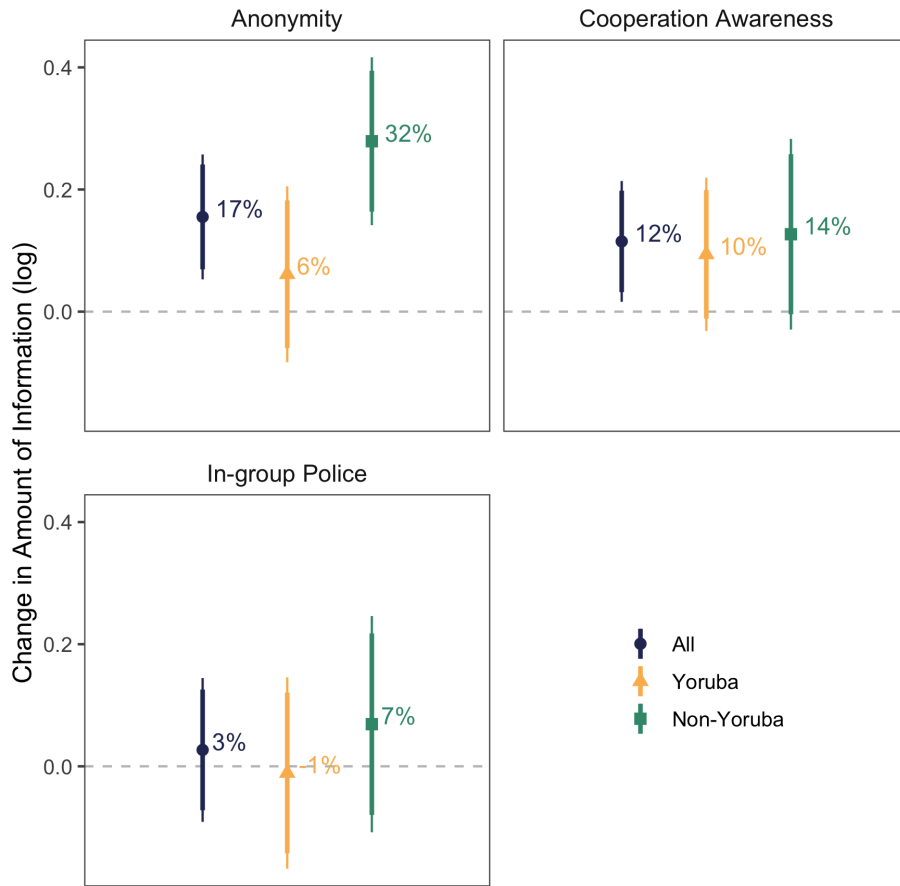 Anonymity
Cooperation Awareness
Change in Amount of Information (log)
0.4
0.2
0.0
17%
6%
32%
12%
10%
14%
In-group Police
0.4
0.2
0.0
3%
-1%
7%
All
Yoruba
Non-Yoruba